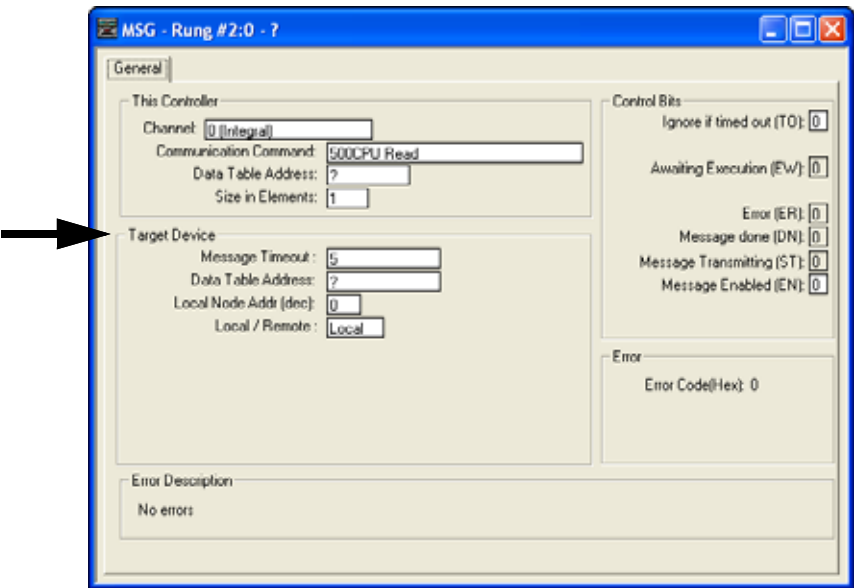 MSG - Rung #2:0 - ?
General
This Controller
Channel: 0 (Integral)
Communication Command: 500CPU Read
Data Table Address: ?
Size in Elements: 1
Target Device
Message Timeout : 5
Data Table Address: ?
Local Node Addr (dec): 0
Local / Remote : Local
Control Bits
Ignore if timed out (TO): 0
Awaiting Execution (EW): 0
Error (ER): 0
Message done (DN): 0
Message Transmitting (ST): 0
Message Enabled (EN): 0
Error
Error Code(Hex): 0
Error Description
No errors